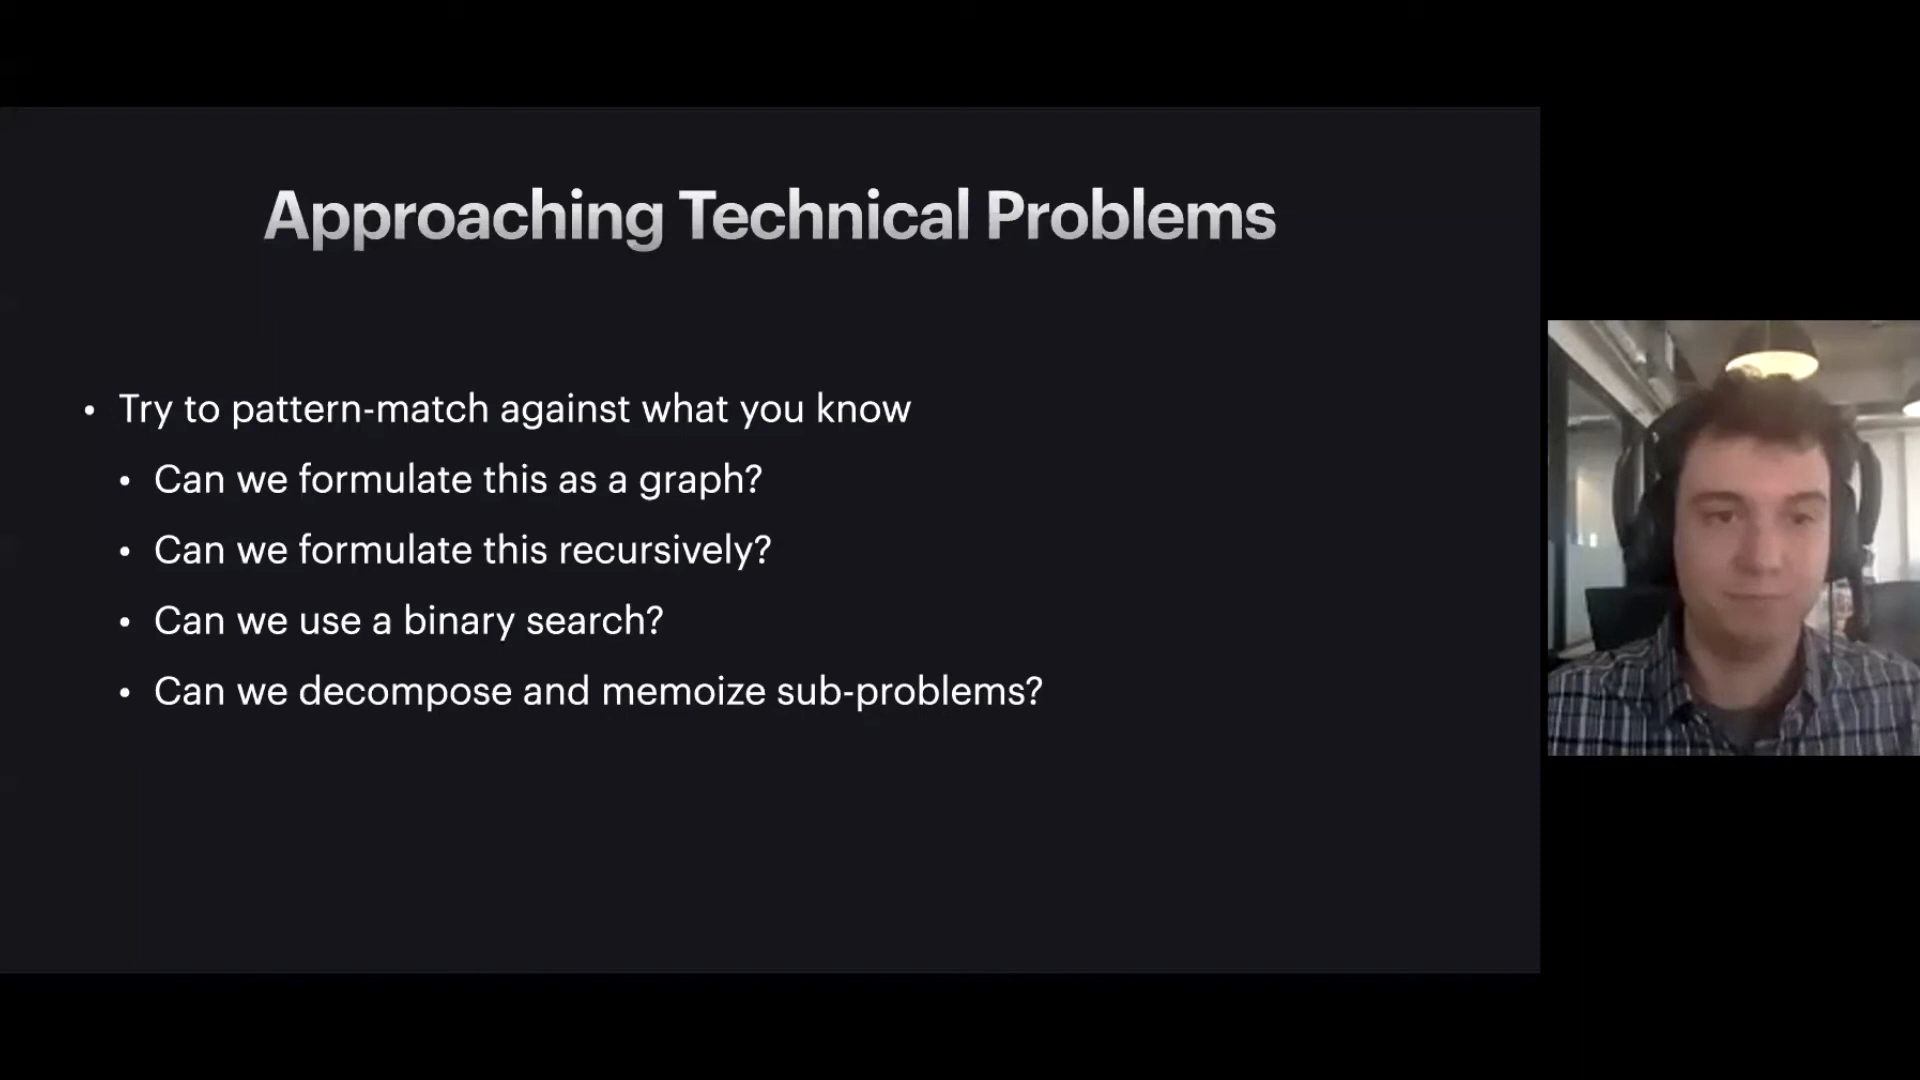 Approaching Technical Problems
• Try to pattern-match against what you know
• Can we formulate this as a graph?
• Can we formulate this recursively?
• Can we use a binary search?
• Can we decompose and memoize sub-problems?